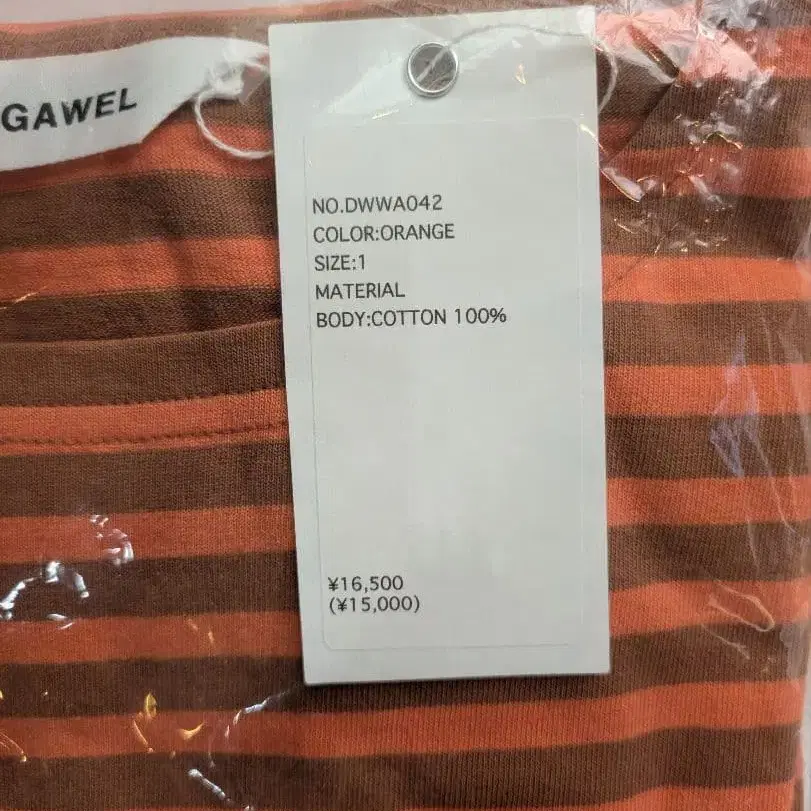 GAWEL
NO.DWWA042
COLOR:ORANGE
SIZE:1
MATERIAL
BODY:COTTON 100%
¥16,500
(¥15,000)